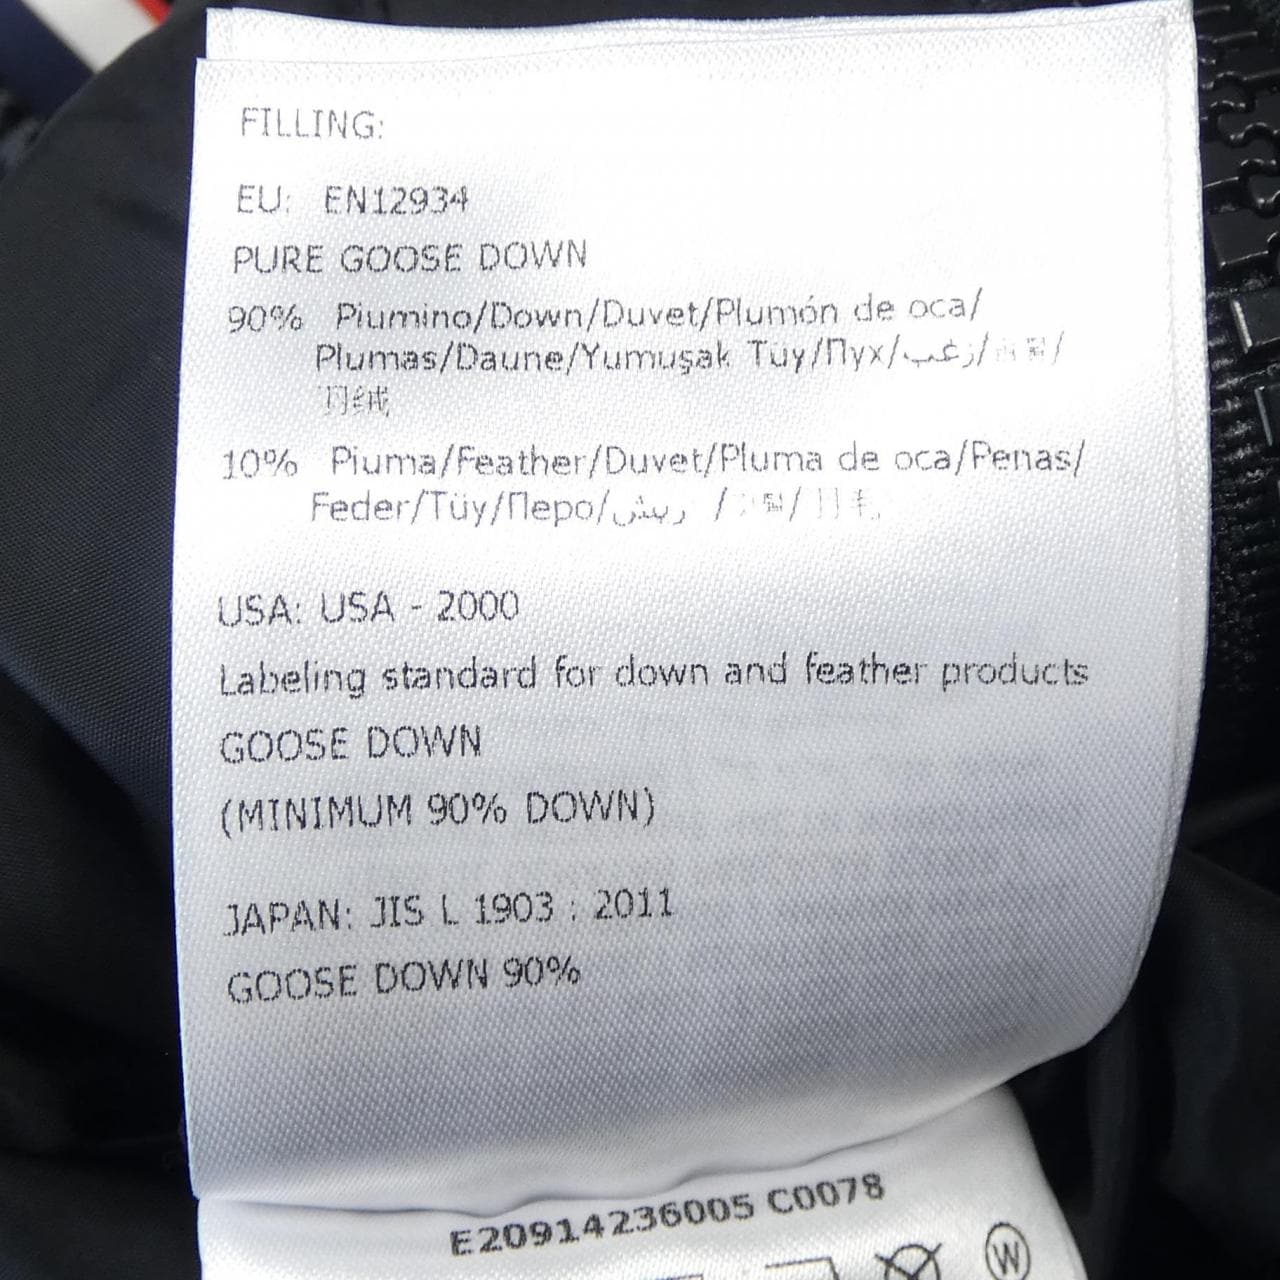 FILLING:
EU: EN12934
PURE GOOSE DOWN
90% Piumino/Down/Duvet/Plumón de oca/
Plumas/Daune/Yumuşak Tüy/Пух/زغب/
羽绒
10% Piuma/Feather/Duvet/Pluma de oca/Penas/
Feder/Tüy/Перо/ريش /
USA: USA - 2000
Labeling standard for down and feather products
GOOSE DOWN
(MINIMUM 90% DOWN)
JAPAN: JIS L 1903 : 2011
GOOSE DOWN 90%
E20914236005 C0078
W